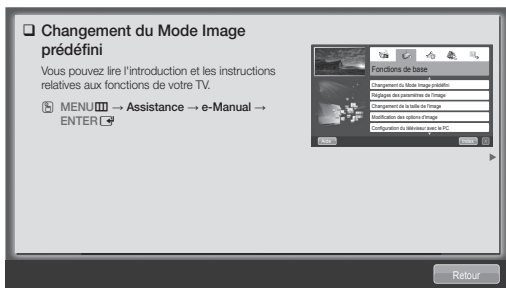 Changement du Mode Image
prédéfini
Vous pouvez lire l'introduction et les instructions
relatives aux fonctions de votre TV.
MENU → Assistance → e-Manual →
ENTER
Fonctions de base
Changement du Mode Image prédéfini
Réglages des paramètres de l'image
Changement de la taille de l'image
Modification des options d'image
Configuration du téléviseur avec le PC
Aide
Index
Retour